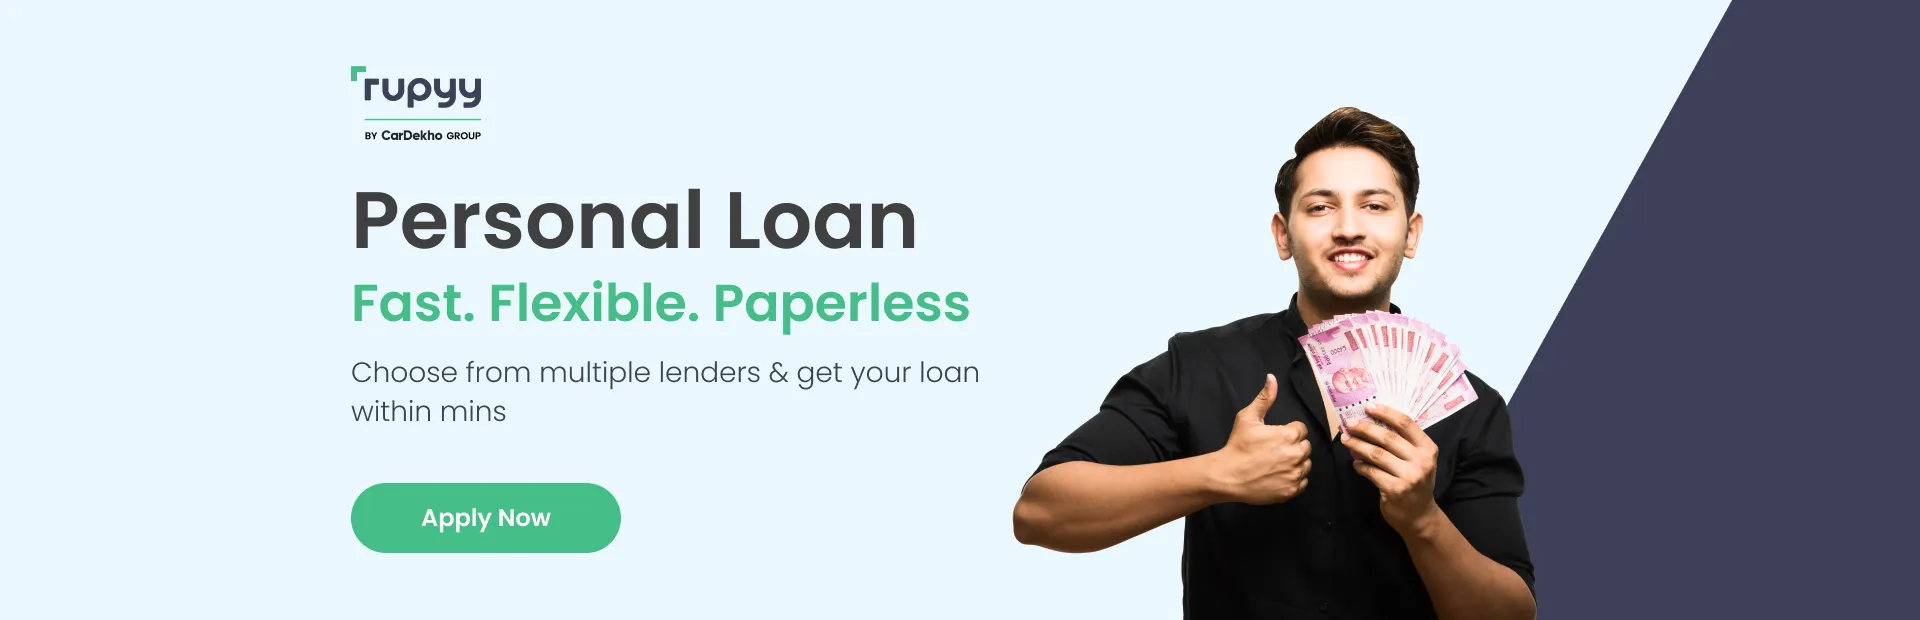 rupyy
BY CarDekho GROUP
Personal Loan
Fast. Flexible. Paperless
Choose from multiple lenders & get your loan
within mins
Apply Now